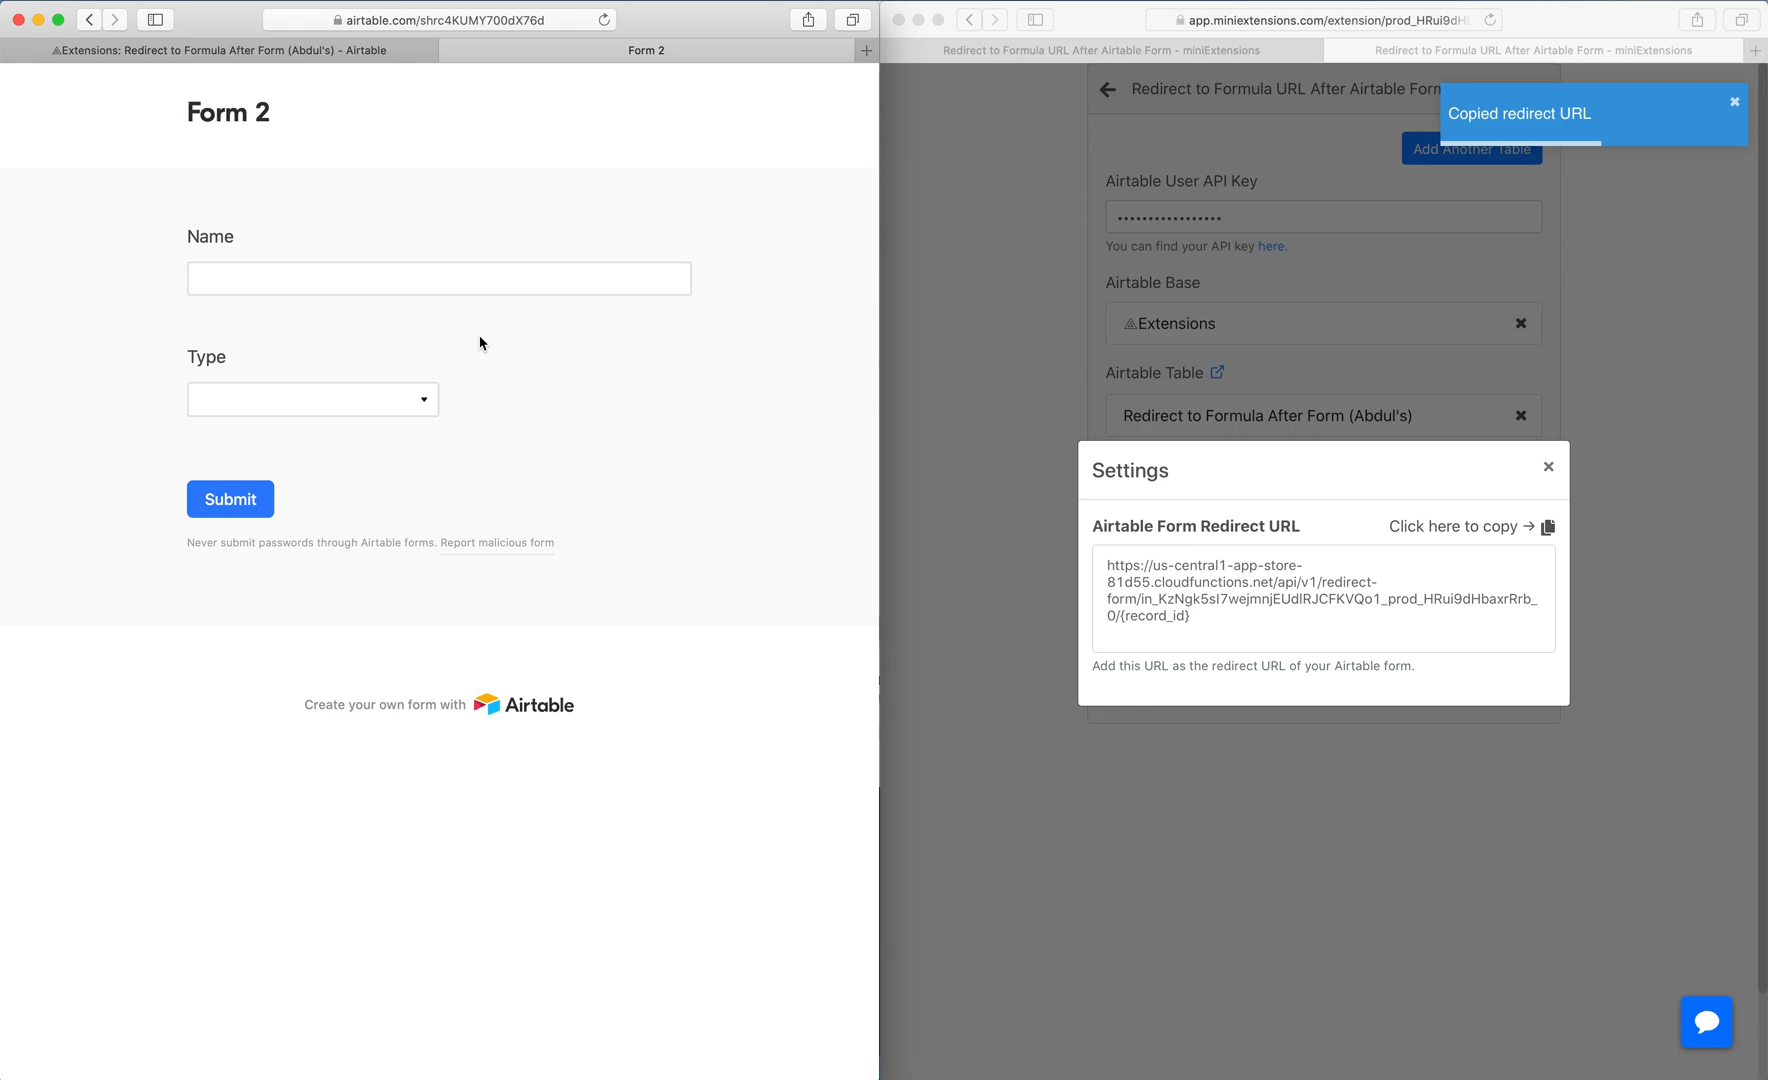 airtable.com/shrc4KUMY700dX76d
⟁Extensions: Redirect to Formula After Form (Abdul's) - Airtable
Form 2
Form 2
Name
Type
Submit
Never submit passwords through Airtable forms. Report malicious form
Create your own form with Airtable
app.miniextensions.com/extension/prod_HRui9dH
Redirect to Formula URL After Airtable Form - miniExtensions
Redirect to Formula URL After Airtable Form - miniExtensions
Redirect to Formula URL After Airtable Form
Copied redirect URL
Add Another Table
Airtable User API Key
You can find your API key here.
Airtable Base
⟁Extensions
Airtable Table
Redirect to Formula After Form (Abdul's)
Settings
Airtable Form Redirect URL
Click here to copy →
https://us-central1-app-store-
81d55.cloudfunctions.net/api/v1/redirect-
form/in_KzNgk5sI7wejmnjEUdIRJCFKVQo1_prod_HRui9dHbaxrRrb_
0/{record_id}
Add this URL as the redirect URL of your Airtable form.